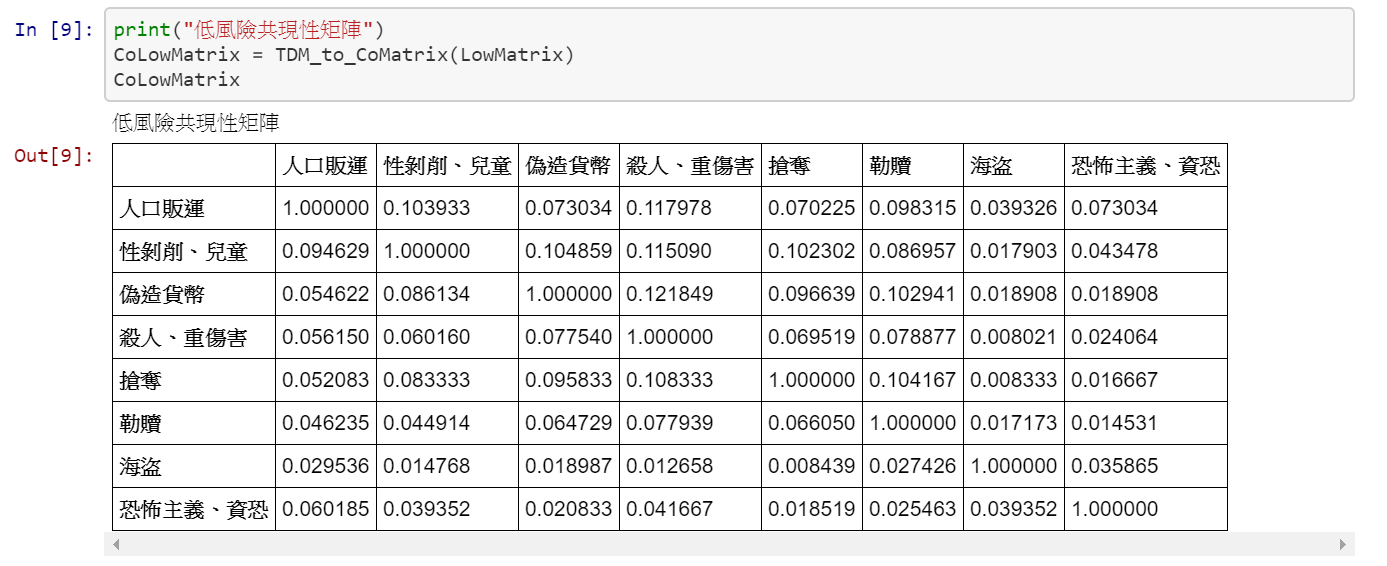 In [9]: print("低風險共現性矩陣")
CoLowMatrix = TDM_to_CoMatrix(LowMatrix)
CoLowMatrix
低風險共現性矩陣
Out[9]:
人口販運 性剝削、兒童 偽造貨幣 殺人、重傷害 搶奪 勒贖 海盜 恐怖主義、資恐
人口販運 1.000000 0.103933 0.073034 0.117978 0.070225 0.098315 0.039326 0.073034
性剝削、兒童 0.094629 1.000000 0.104859 0.115090 0.102302 0.086957 0.017903 0.043478
偽造貨幣 0.054622 0.086134 1.000000 0.121849 0.096639 0.102941 0.018908 0.018908
殺人、重傷害 0.056150 0.060160 0.077540 1.000000 0.069519 0.078877 0.008021 0.024064
搶奪 0.052083 0.083333 0.095833 0.108333 1.000000 0.104167 0.008333 0.016667
勒贖 0.046235 0.044914 0.064729 0.077939 0.066050 1.000000 0.017173 0.014531
海盜 0.029536 0.014768 0.018987 0.012658 0.008439 0.027426 1.000000 0.035865
恐怖主義、資恐 0.060185 0.039352 0.020833 0.041667 0.018519 0.025463 0.039352 1.000000